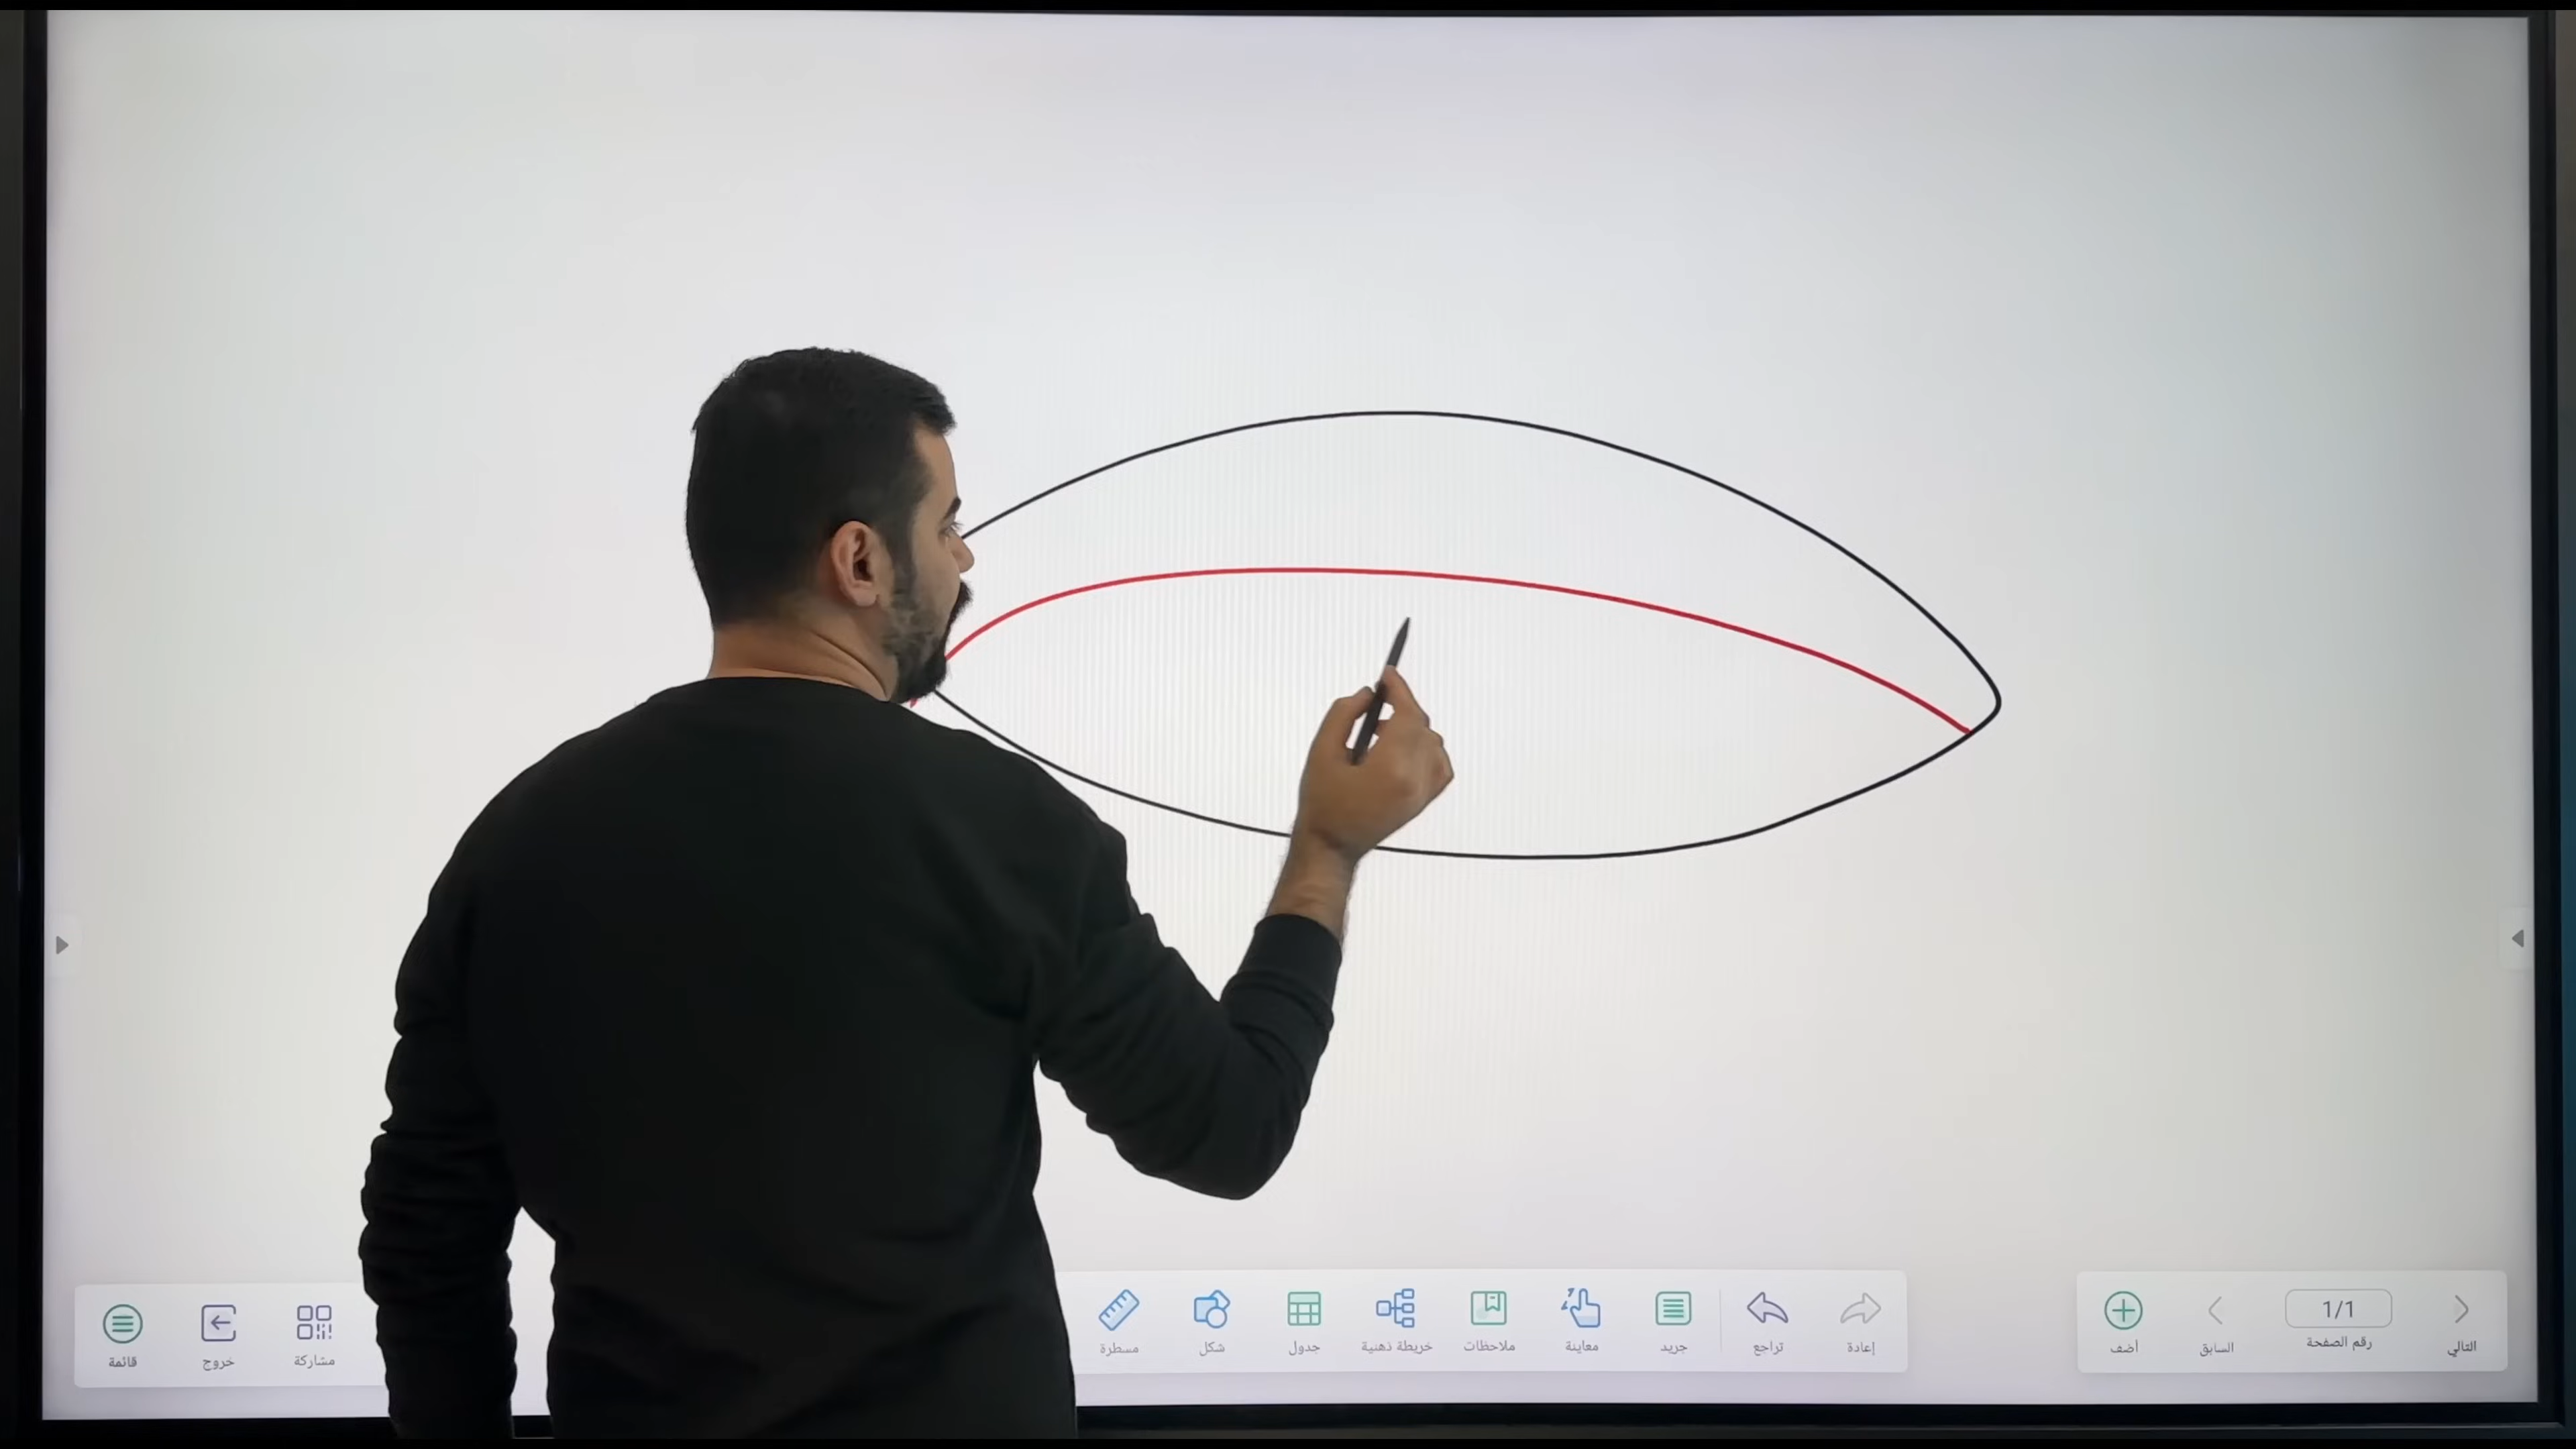 قائمة
خروج
مشاركة
مسطرة
شكل
جدول
خريطة ذهنية
ملاحظات
معاينة
جريد
تراجع
إعادة
أضف
السابق
1/1
رقم الصفحة
التالي